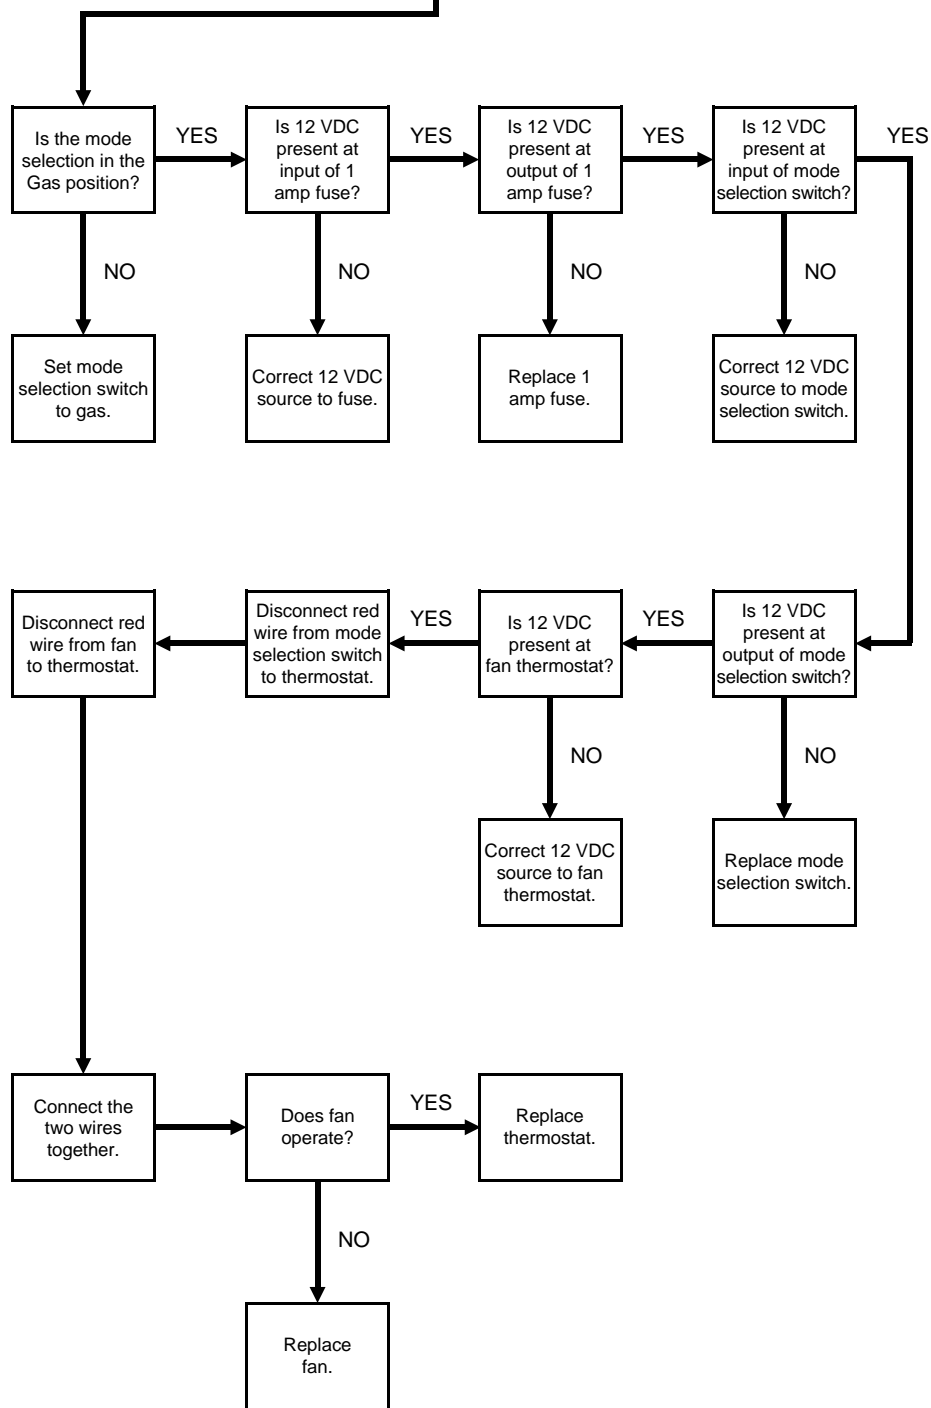 Is the mode
selection in the
Gas position?
YES
Is 12 VDC
present at
input of 1
amp fuse?
YES
Is 12 VDC
present at
output of 1
amp fuse?
YES
Is 12 VDC
present at
input of mode
selection switch?
YES
NO
NO
NO
NO
Set mode
selection switch
to gas.
Correct 12 VDC
source to fuse.
Replace 1
amp fuse.
Correct 12 VDC
source to mode
selection switch.
Disconnect red
wire from fan
to thermostat.
Disconnect red
wire from mode
selection switch
to thermostat.
YES
Is 12 VDC
present at
fan thermostat?
YES
Is 12 VDC
present at
output of mode
selection switch?
NO
NO
Correct 12 VDC
source to fan
thermostat.
Replace mode
selection switch.
Connect the
two wires
together.
Does fan
operate?
YES
Replace
thermostat.
NO
Replace
fan.